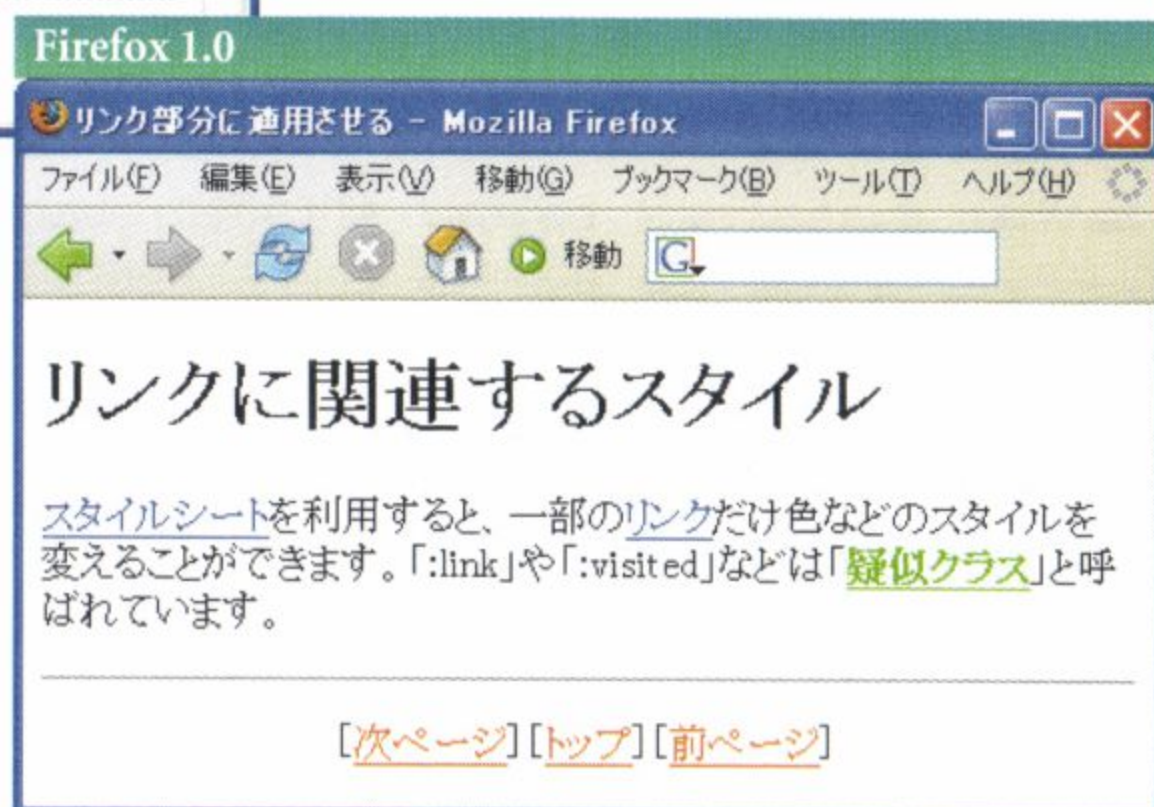 Firefox 1.0
リンク部分に適用させる - Mozilla Firefox
ファイル(F) 編集(E) 表示(V) 移動(G) ブックマーク(B) ツール(T) ヘルプ(H)
移動 G
リンクに関連するスタイル
スタイルシートを利用すると、一部のリンクだけ色などのスタイルを
変えることができます。「:link」や「:visited」などは「疑似クラス」と呼
ばれています。
[次ページ] [トップ] [前ページ]